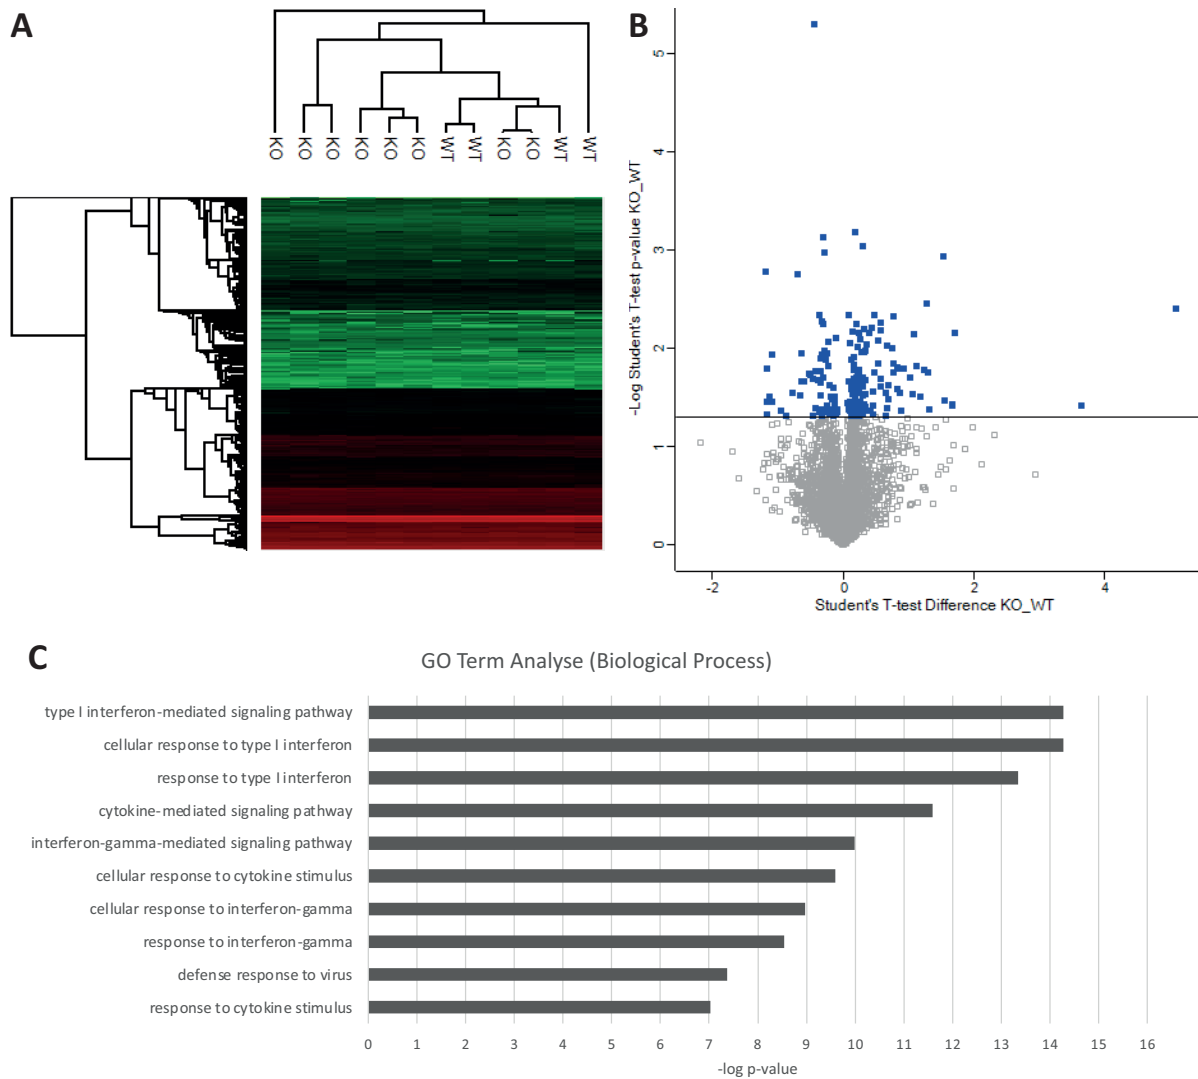 A
B
KO KO KO KO KO KO WT WT KO KO WT WT
-Log Student's T-test p-value KO_WT
5
4
3
2
1
0
-2 0 2 4
Student's T-test Difference KO_WT
C
GO Term Analyse (Biological Process)
type I interferon-mediated signaling pathway
cellular response to type I interferon
response to type I interferon
cytokine-mediated signaling pathway
interferon-gamma-mediated signaling pathway
cellular response to cytokine stimulus
cellular response to interferon-gamma
response to interferon-gamma
defense response to virus
response to cytokine stimulus
0 1 2 3 4 5 6 7 8 9 10 11 12 13 14 15 16
-log p-value